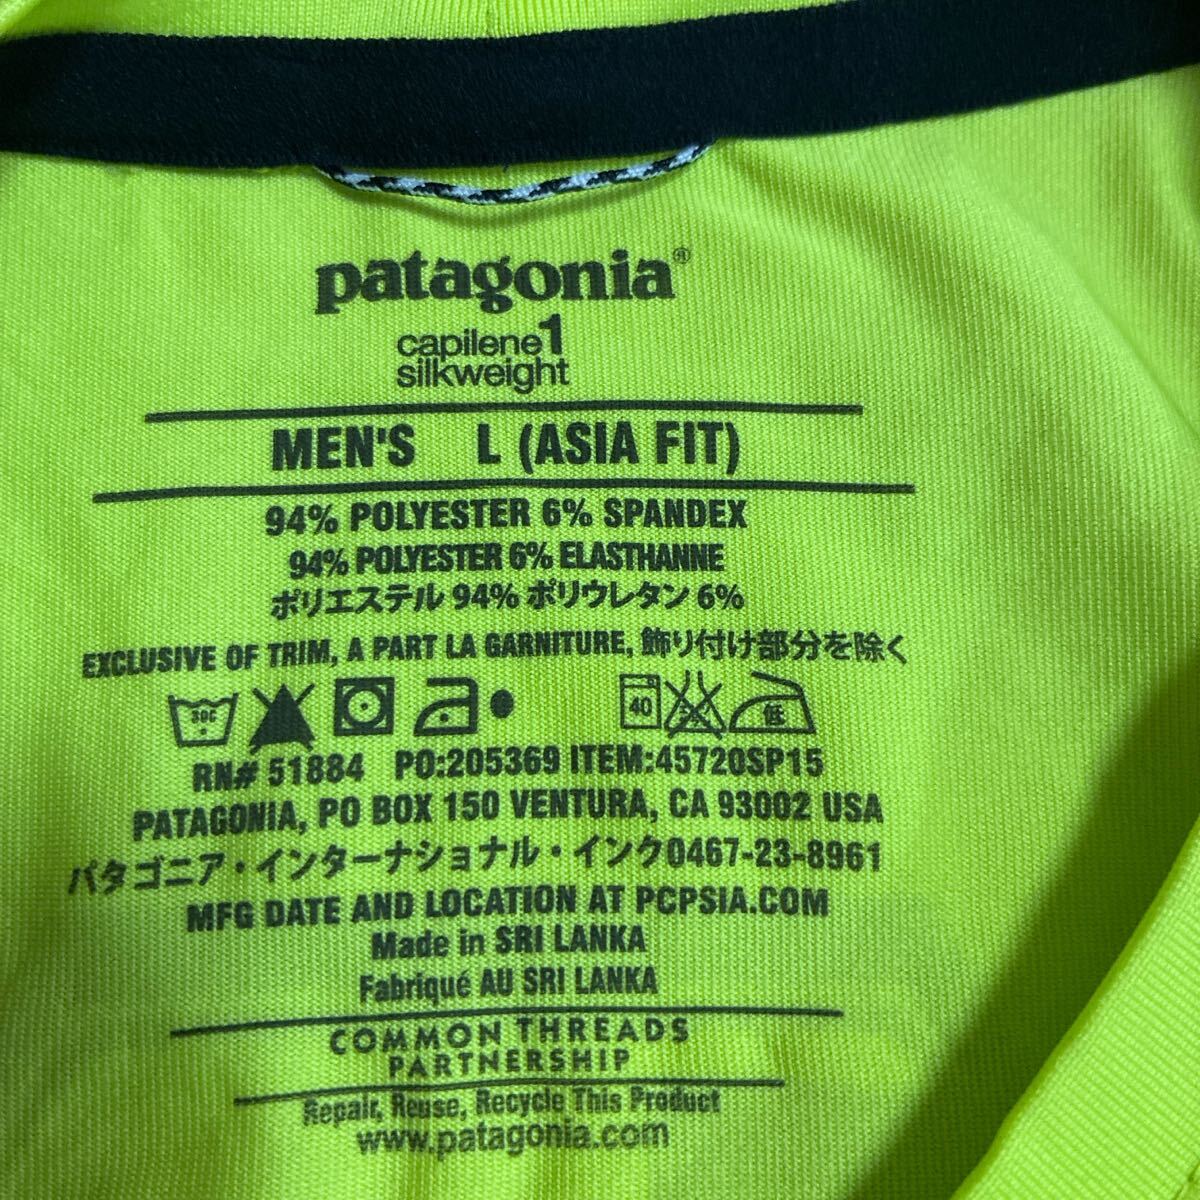 patagonia®
capilene1
silkweight
MEN'S L (ASIA FIT)
94% POLYESTER 6% SPANDEX
94% POLYESTER 6% ELASTHANNE
ポリエステル 94% ポリウレタン 6%
EXCLUSIVE OF TRIM, A PART LA GARNITURE, 飾り付け部分を除く
30C 40 低
RN# 51884 PO:205369 ITEM:45720SP15
PATAGONIA, PO BOX 150 VENTURA, CA 93002 USA
パタゴニア・インターナショナル・インク0467-23-8961
MFG DATE AND LOCATION AT PCPSIA.COM
Made in SRI LANKA
Fabriqué AU SRI LANKA
COMMON THREADS
PARTNERSHIP
Repair, Reuse, Recycle This Product
www.patagonia.com